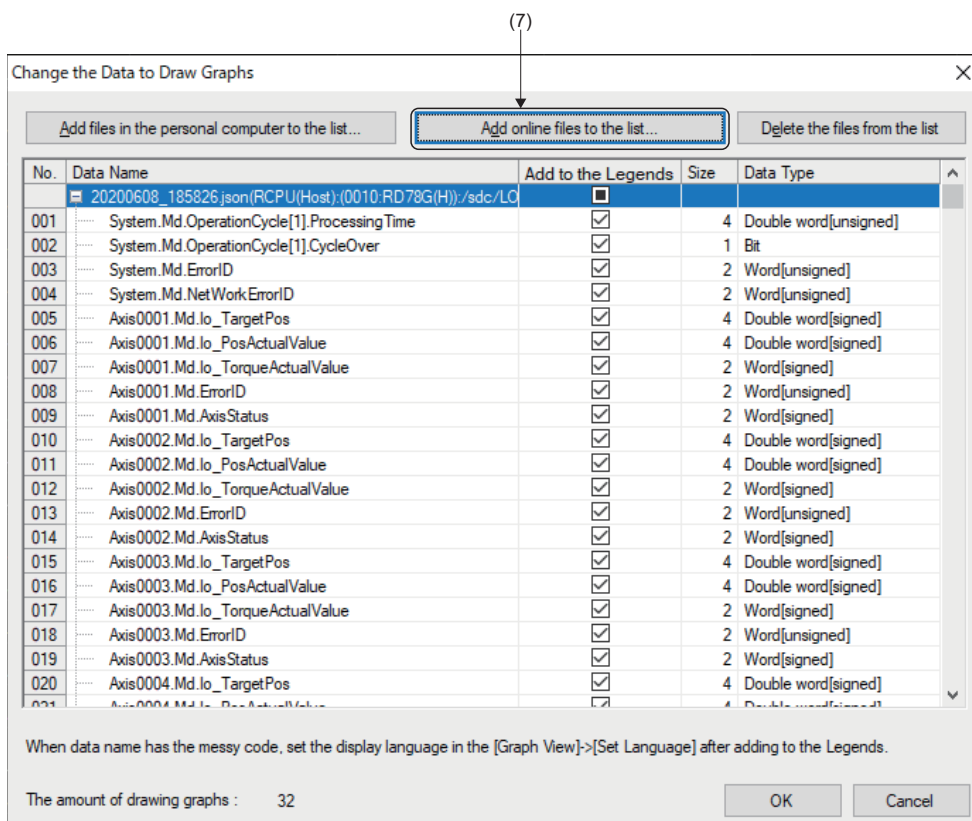 (7)
Change the Data to Draw Graphs
Add files in the personal computer to the list... Add online files to the list... Delete the files from the list
No. Data Name Add to the Legends Size Data Type
20200608_185826.json(RCPU(Host):(0010:RD78G(H)):/sdc/LO
001 System.Md.OperationCycle[1].ProcessingTime 4 Double word[unsigned]
002 System.Md.OperationCycle[1].CycleOver 1 Bit
003 System.Md.ErrorID 2 Word[unsigned]
004 System.Md.NetWorkErrorID 2 Word[unsigned]
005 Axis0001.Md.Io_TargetPos 4 Double word[signed]
006 Axis0001.Md.Io_PosActualValue 4 Double word[signed]
007 Axis0001.Md.Io_TorqueActualValue 2 Word[signed]
008 Axis0001.Md.ErrorID 2 Word[unsigned]
009 Axis0001.Md.AxisStatus 2 Word[signed]
010 Axis0002.Md.Io_TargetPos 4 Double word[signed]
011 Axis0002.Md.Io_PosActualValue 4 Double word[signed]
012 Axis0002.Md.Io_TorqueActualValue 2 Word[signed]
013 Axis0002.Md.ErrorID 2 Word[unsigned]
014 Axis0002.Md.AxisStatus 2 Word[signed]
015 Axis0003.Md.Io_TargetPos 4 Double word[signed]
016 Axis0003.Md.Io_PosActualValue 4 Double word[signed]
017 Axis0003.Md.Io_TorqueActualValue 2 Word[signed]
018 Axis0003.Md.ErrorID 2 Word[unsigned]
019 Axis0003.Md.AxisStatus 2 Word[signed]
020 Axis0004.Md.Io_TargetPos 4 Double word[signed]
021 Axis0004.Md.Io_PosActualValue 4 Double word[signed]
When data name has the messy code, set the display language in the [Graph View]->[Set Language] after adding to the Legends.
The amount of drawing graphs : 32 OK Cancel